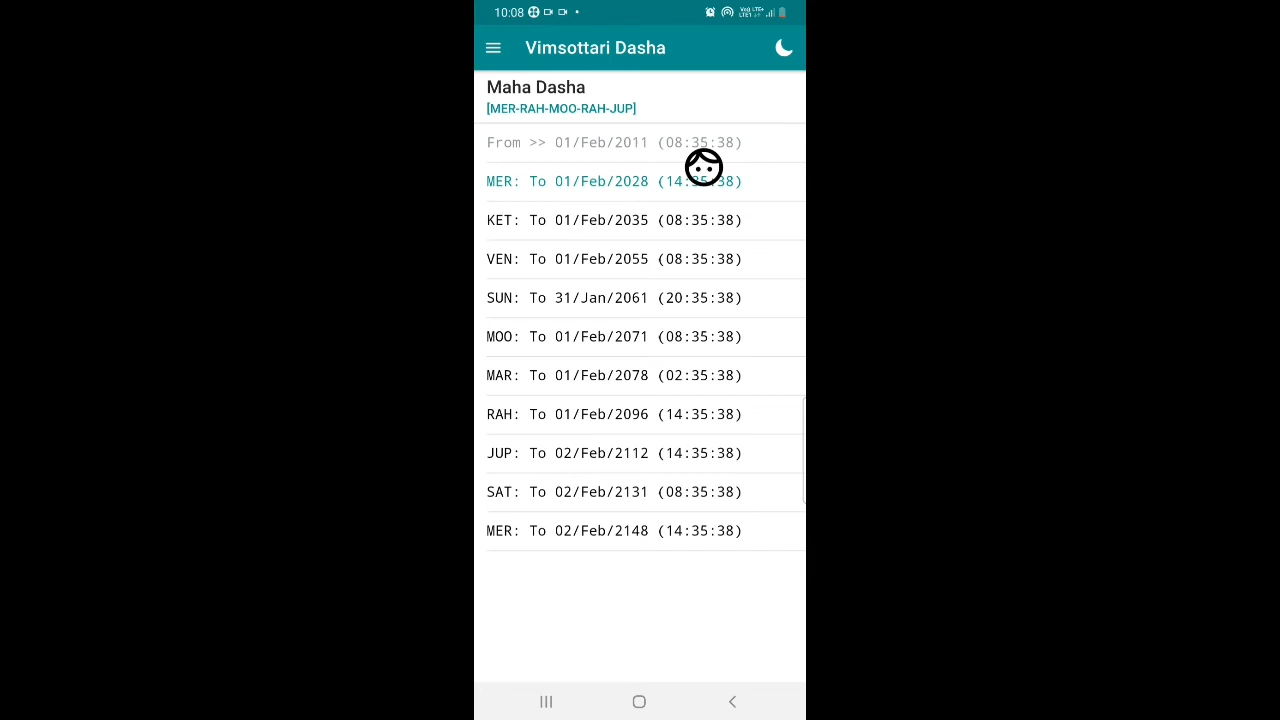 10:08
Vimsottari Dasha
Maha Dasha
[MER-RAH-MOO-RAH-JUP]
From >> 01/Feb/2011 (08:35:38)
MER: To 01/Feb/2028 (14:35:38)
KET: To 01/Feb/2035 (08:35:38)
VEN: To 01/Feb/2055 (08:35:38)
SUN: To 31/Jan/2061 (20:35:38)
MOO: To 01/Feb/2071 (08:35:38)
MAR: To 01/Feb/2078 (02:35:38)
RAH: To 01/Feb/2096 (14:35:38)
JUP: To 02/Feb/2112 (14:35:38)
SAT: To 02/Feb/2131 (08:35:38)
MER: To 02/Feb/2148 (14:35:38)